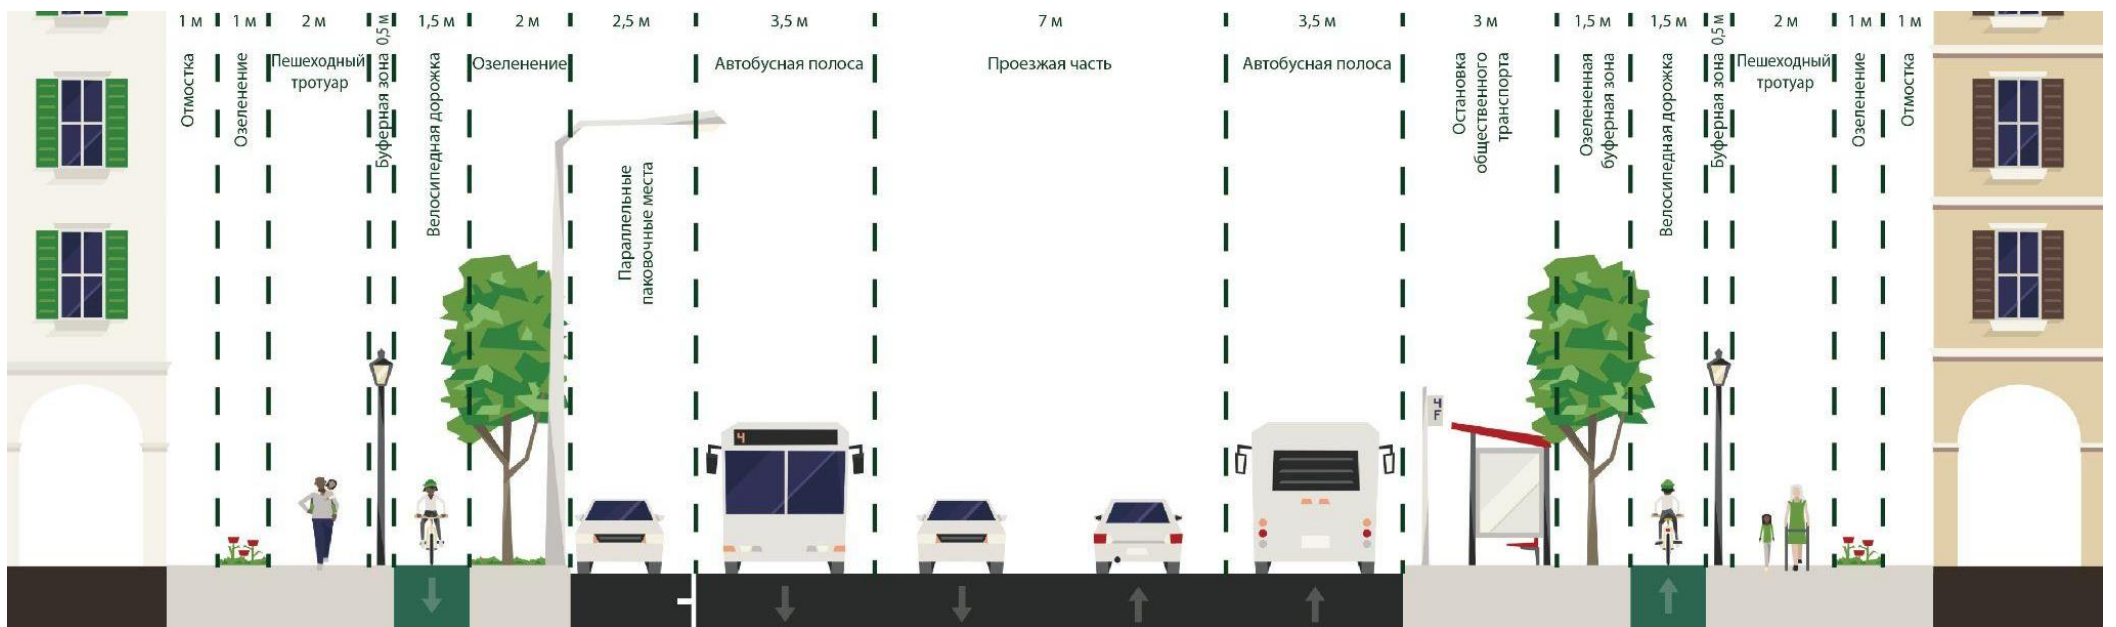 1 м
1 м
2 м
0,5 м
1,5 м
2 м
2,5 м
3,5 м
7 м
3,5 м
3 м
1,5 м
1,5 м
0,5 м
2 м
1 м
1 м
Отмостка
Озеленение
Пешеходный
тротуар
Буферная зона
Велосипедная дорожка
Озеленение
Параллельные
паковочные места
Автобусная полоса
Проезжая часть
Автобусная полоса
Остановка
общественного
транспорта
Озелененная
буферная зона
Велосипедная дорожка
Буферная зона
Пешеходный
тротуар
Озеленение
Отмостка
4
4
F